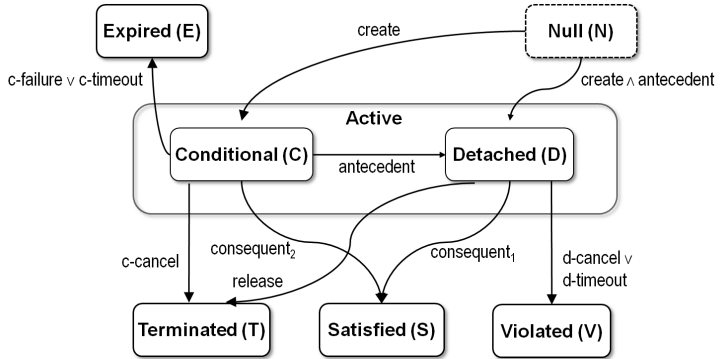 Expired (E)
create
Null (N)
c-failure ∨ c-timeout
create ∧ antecedent
Active
Conditional (C)
antecedent
Detached (D)
c-cancel
consequent₂
release
consequent₁
d-cancel ∨
d-timeout
Terminated (T)
Satisfied (S)
Violated (V)